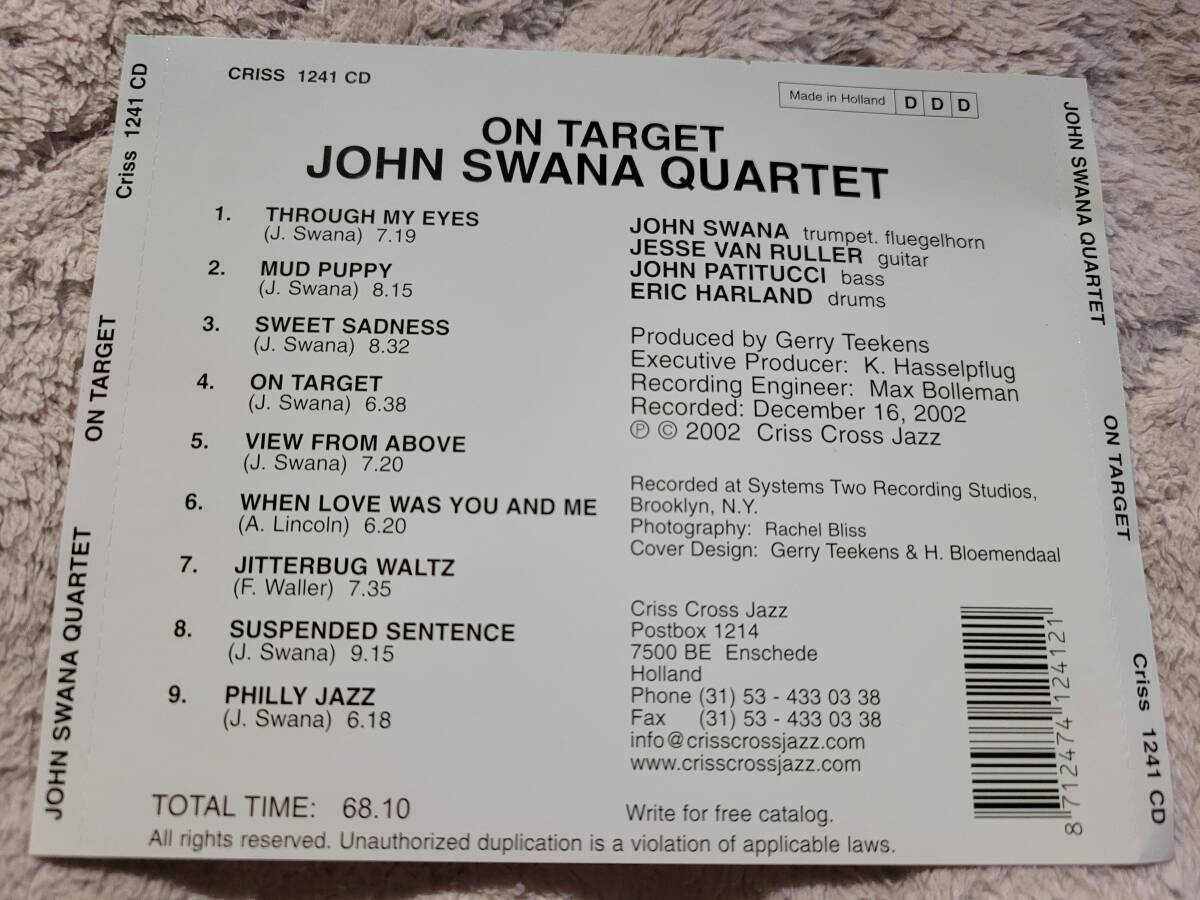 CRISS 1241 CD
Made in Holland D D D
ON TARGET
JOHN SWANA QUARTET
1. THROUGH MY EYES
(J. Swana) 7.19
2. MUD PUPPY
(J. Swana) 8.15
3. SWEET SADNESS
(J. Swana) 8.32
4. ON TARGET
(J. Swana) 6.38
5. VIEW FROM ABOVE
(J. Swana) 7.20
6. WHEN LOVE WAS YOU AND ME
(A. Lincoln) 6.20
7. JITTERBUG WALTZ
(F. Waller) 7.35
8. SUSPENDED SENTENCE
(J. Swana) 9.15
9. PHILLY JAZZ
(J. Swana) 6.18
TOTAL TIME: 68.10
JOHN SWANA trumpet. fluegelhorn
JESSE VAN RULLER guitar
JOHN PATITUCCI bass
ERIC HARLAND drums
Produced by Gerry Teekens
Executive Producer: K. Hasselpflug
Recording Engineer: Max Bolleman
Recorded: December 16, 2002
℗ © 2002 Criss Cross Jazz
Recorded at Systems Two Recording Studios,
Brooklyn, N.Y.
Photography: Rachel Bliss
Cover Design: Gerry Teekens & H. Bloemendaal
Criss Cross Jazz
Postbox 1214
7500 BE Enschede
Holland
Phone (31) 53 - 433 03 38
Fax (31) 53 - 433 03 38
info@crisscrossjazz.com
www.crisscrossjazz.com
Write for free catalog.
All rights reserved. Unauthorized duplication is a violation of applicable laws.
8 712474 124121
JOHN SWANA QUARTET ON TARGET Criss 1241 CD
JOHN SWANA QUARTET ON TARGET Criss 1241 CD